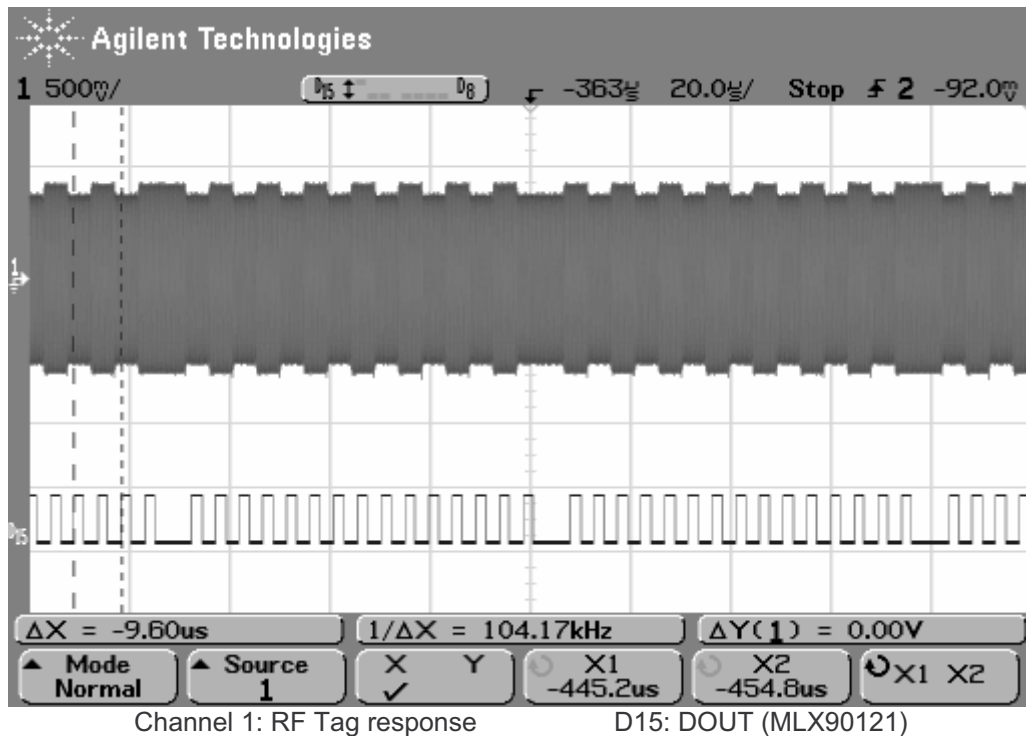 Agilent Technologies
1 500mV/ D15 D8 -363us 20.0us/ Stop 2 -92.0mV
1
D15
ΔX = -9.60us 1/ΔX = 104.17kHz ΔY(1) = 0.00V
Mode Source X Y X1 X2 X1 X2
Normal 1 ✓ -445.2us -454.8us
Channel 1: RF Tag response D15: DOUT (MLX90121)